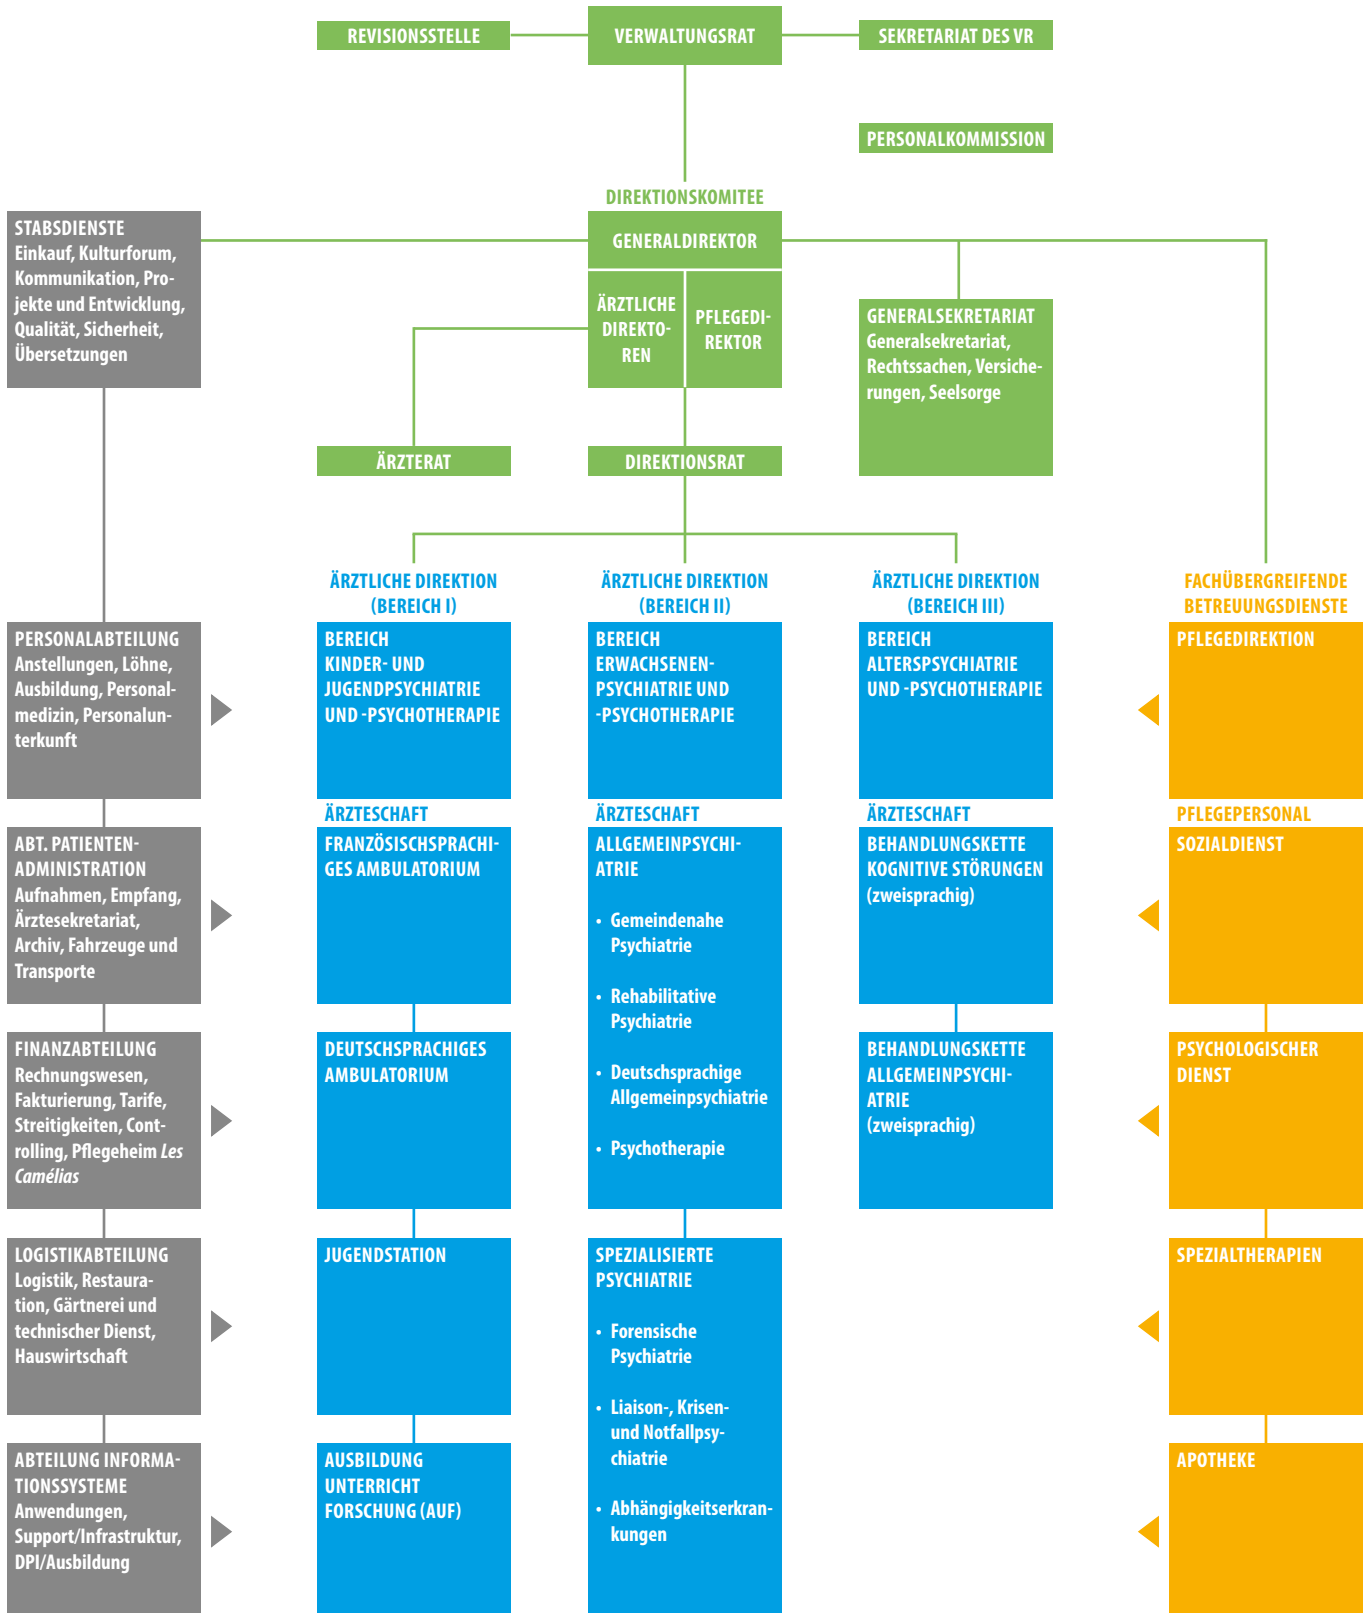 REVISIONSSTELLE
VERWALTUNGSRAT
SEKRETARIAT DES VR
PERSONALKOMMISSION
DIREKTIONSKOMITEE
GENERALDIREKTOR
ÄRZTLICHE
DIREKTO-
REN
PFLEGEDI-
REKTOR
STABSDIENSTE
Einkauf, Kulturforum,
Kommunikation, Pro-
jekte und Entwicklung,
Qualität, Sicherheit,
Übersetzungen
GENERALSEKRETARIAT
Generalsekretariat,
Rechtssachen, Versiche-
rungen, Seelsorge
ÄRZTERAT
DIREKTIONSRAT
PERSONALABTEILUNG
Anstellungen, Löhne,
Ausbildung, Personal-
medizin, Personalun-
terkunft
ABT. PATIENTEN-
ADMINISTRATION
Aufnahmen, Empfang,
Ärztesekretariat,
Archiv, Fahrzeuge und
Transporte
FINANZABTEILUNG
Rechnungswesen,
Fakturierung, Tarife,
Streitigkeiten, Cont-
rolling, Pflegeheim Les
Camélias
LOGISTIKABTEILUNG
Logistik, Restaura-
tion, Gärtnerei und
technischer Dienst,
Hauswirtschaft
ABTEILUNG INFORMA-
TIONSSYSTEME
Anwendungen,
Support/Infrastruktur,
DPI/Ausbildung
ÄRZTLICHE DIREKTION
(BEREICH I)
BEREICH
KINDER- UND
JUGENDPSYCHIATRIE
UND -PSYCHOTHERAPIE
ÄRZTESCHAFT
FRANZÖSISCHSPRACHI-
GES AMBULATORIUM
DEUTSCHSPRACHIGES
AMBULATORIUM
JUGENDSTATION
AUSBILDUNG
UNTERRICHT
FORSCHUNG (AUF)
ÄRZTLICHE DIREKTION
(BEREICH II)
BEREICH
ERWACHSENEN-
PSYCHIATRIE UND
-PSYCHOTHERAPIE
ÄRZTESCHAFT
ALLGEMEINPSYCHI-
ATRIE
• Gemeindenahe
Psychiatrie
• Rehabilitative
Psychiatrie
• Deutschsprachige
Allgemeinpsychiatrie
• Psychotherapie
SPEZIALISIERTE
PSYCHIATRIE
• Forensische
Psychiatrie
• Liaison-, Krisen-
und Notfallpsy-
chiatrie
• Abhängigkeitserkran-
kungen
ÄRZTLICHE DIREKTION
(BEREICH III)
BEREICH
ALTERSPSYCHIATRIE
UND -PSYCHOTHERAPIE
ÄRZTESCHAFT
BEHANDLUNGSKETTE
KOGNITIVE STÖRUNGEN
(zweisprachig)
BEHANDLUNGSKETTE
ALLGEMEINPSYCHI-
ATRIE
(zweisprachig)
FACHÜBERGREIFENDE
BETREUUNGSDIENSTE
PFLEGEDIREKTION
PFLEGEPERSONAL
SOZIALDIENST
PSYCHOLOGISCHER
DIENST
SPEZIALTHERAPIEN
APOTHEKE